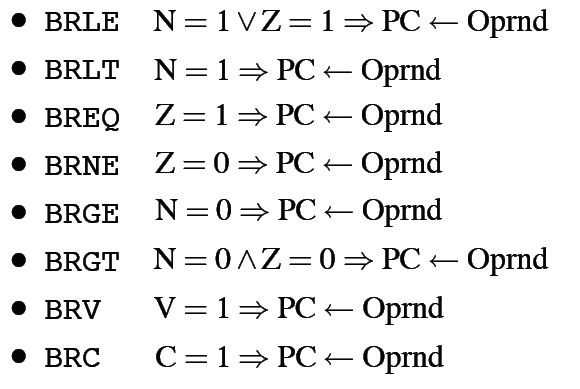 • BRLE N = 1 ∨ Z = 1 ⇒ PC ← Oprnd
• BRLT N = 1 ⇒ PC ← Oprnd
• BREQ Z = 1 ⇒ PC ← Oprnd
• BRNE Z = 0 ⇒ PC ← Oprnd
• BRGE N = 0 ⇒ PC ← Oprnd
• BRGT N = 0 ∧ Z = 0 ⇒ PC ← Oprnd
• BRV V = 1 ⇒ PC ← Oprnd
• BRC C = 1 ⇒ PC ← Oprnd